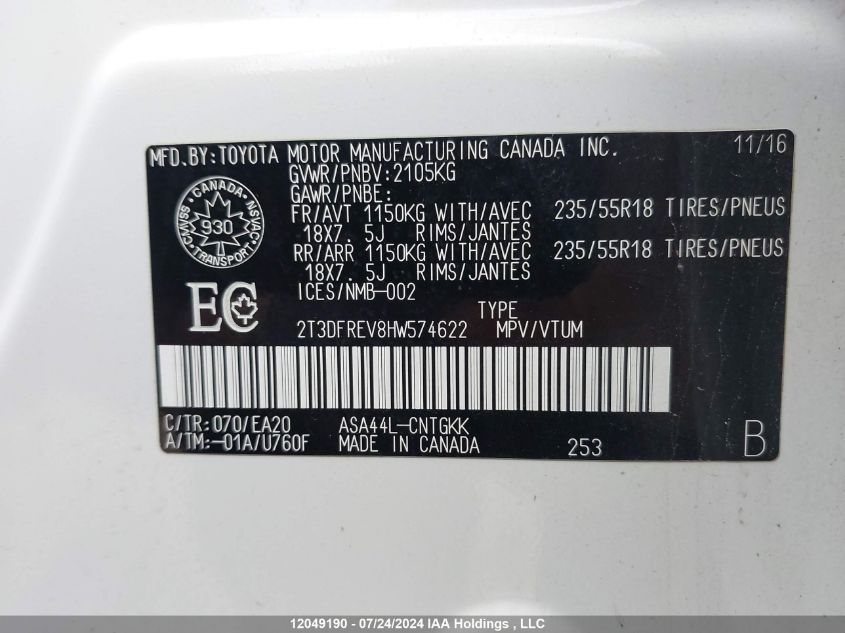 MFD.BY:TOYOTA MOTOR MANUFACTURING CANADA INC. 11/16
GVWR/PNBV:2105KG
GAWR/PNBE:
FR/AVT 1150KG WITH/AVEC 235/55R18 TIRES/PNEUS
18X7.5J RIMS/JANTES
RR/ARR 1150KG WITH/AVEC 235/55R18 TIRES/PNEUS
18X7.5J RIMS/JANTES
ICES/NMB-002
CANADA
CMVSS 930 NSVAC
TRANSPORT
EC
TYPE
2T3DFREV8HW574622 MPV/VTUM
C/TR:070/EA20 ASA44L-CNTGKK
A/TM:-01A/U760F MADE IN CANADA 253 B
12049190 - 07/24/2024 IAA Holdings, LLC